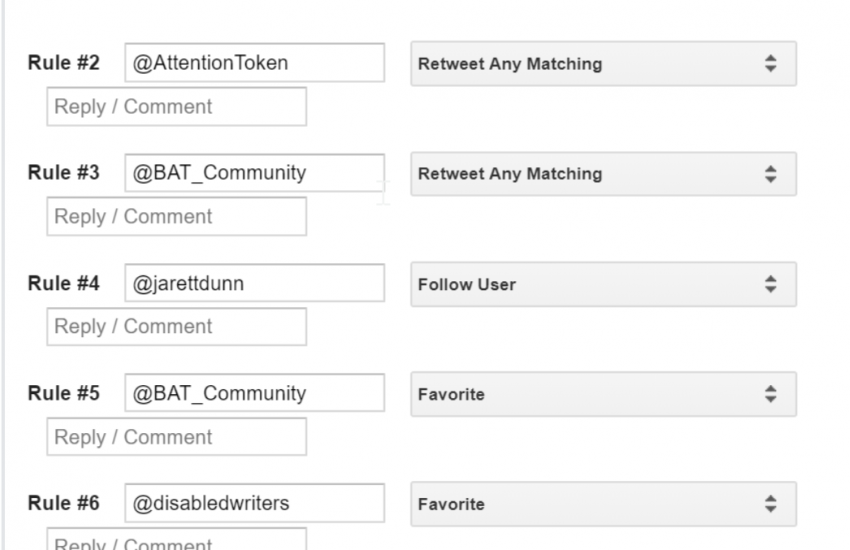 Rule #2 @AttentionToken Retweet Any Matching
Reply / Comment
Rule #3 @BAT_Community Retweet Any Matching
Reply / Comment
Rule #4 @jarettdunn Follow User
Reply / Comment
Rule #5 @BAT_Community Favorite
Reply / Comment
Rule #6 @disabledwriters Favorite
Reply / Comment